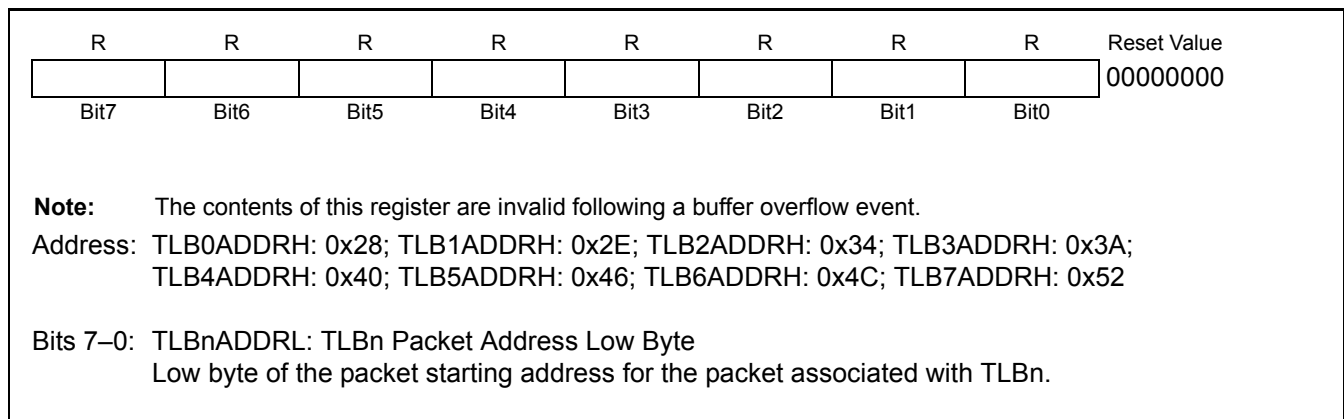 R R R R R R R R Reset Value
00000000
Bit7 Bit6 Bit5 Bit4 Bit3 Bit2 Bit1 Bit0
Note: The contents of this register are invalid following a buffer overflow event.
Address: TLB0ADDRH: 0x28; TLB1ADDRH: 0x2E; TLB2ADDRH: 0x34; TLB3ADDRH: 0x3A;
TLB4ADDRH: 0x40; TLB5ADDRH: 0x46; TLB6ADDRH: 0x4C; TLB7ADDRH: 0x52
Bits 7–0: TLBnADDRL: TLBn Packet Address Low Byte
Low byte of the packet starting address for the packet associated with TLBn.